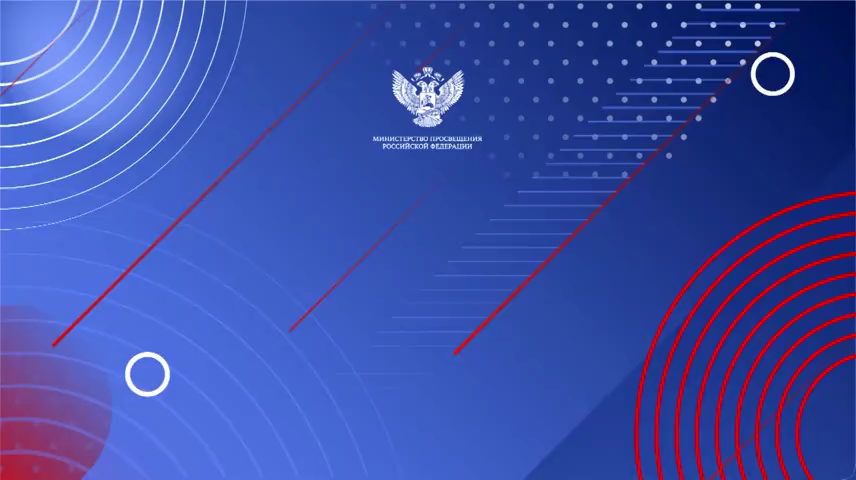 МИНИСТЕРСТВО ПРОСВЕЩЕНИЯ
РОССИЙСКОЙ ФЕДЕРАЦИИ